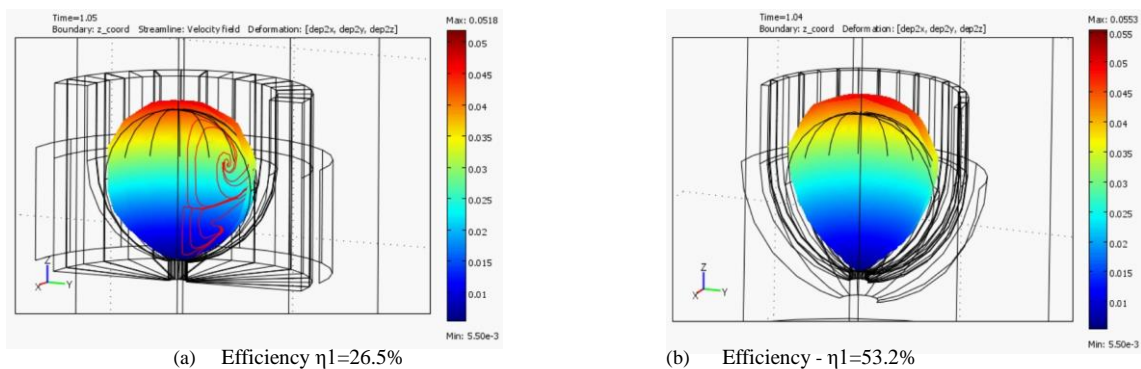 Time=1.05
Boundary: z_coord Streamline: Velocity field Deformation: [dep2x, dep2y, dep2z]
Max: 0.0518
0.05
0.045
0.04
0.035
0.03
0.025
0.02
0.015
0.01
Min: 5.50e-3
Z
X
Y
(a) Efficiency η1=26.5%
Time=1.04
Boundary: z_coord Deformation: [dep2x, dep2y, dep2z]
Max: 0.0553
0.055
0.05
0.045
0.04
0.035
0.03
0.025
0.02
0.015
0.01
Min: 5.50e-3
Z
X
Y
(b) Efficiency - η1=53.2%